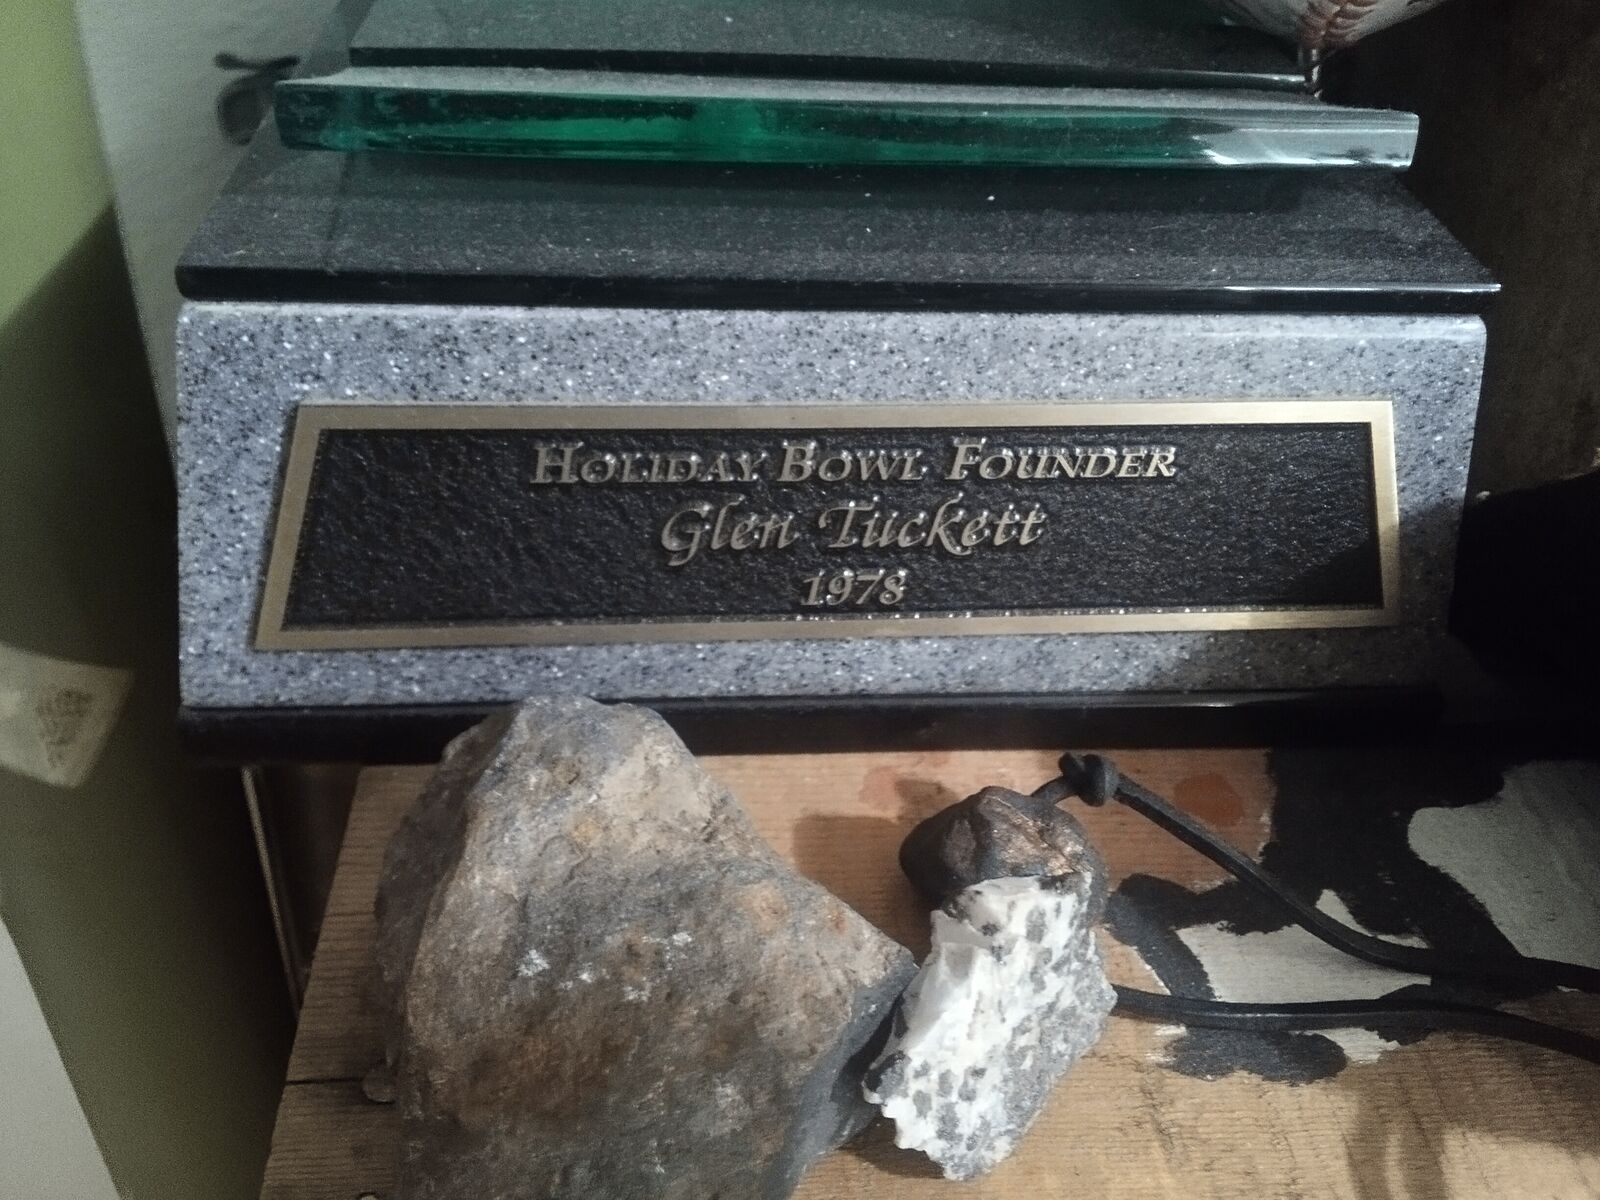 HOLIDAY BOWL FOUNDER
Glen Tuckett
1978